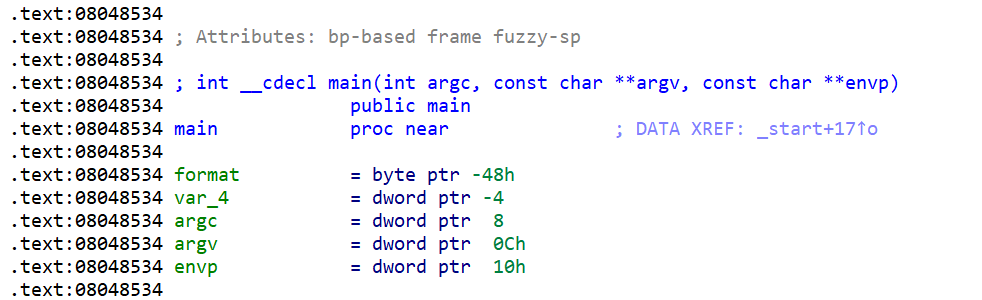 .text:08048534
.text:08048534 ; Attributes: bp-based frame fuzzy-sp
.text:08048534
.text:08048534 ; int __cdecl main(int argc, const char **argv, const char **envp)
.text:08048534                 public main
.text:08048534 main            proc near               ; DATA XREF: _start+17↑o
.text:08048534
.text:08048534 format          = byte ptr -48h
.text:08048534 var_4           = dword ptr -4
.text:08048534 argc            = dword ptr  8
.text:08048534 argv            = dword ptr  0Ch
.text:08048534 envp            = dword ptr  10h
.text:08048534